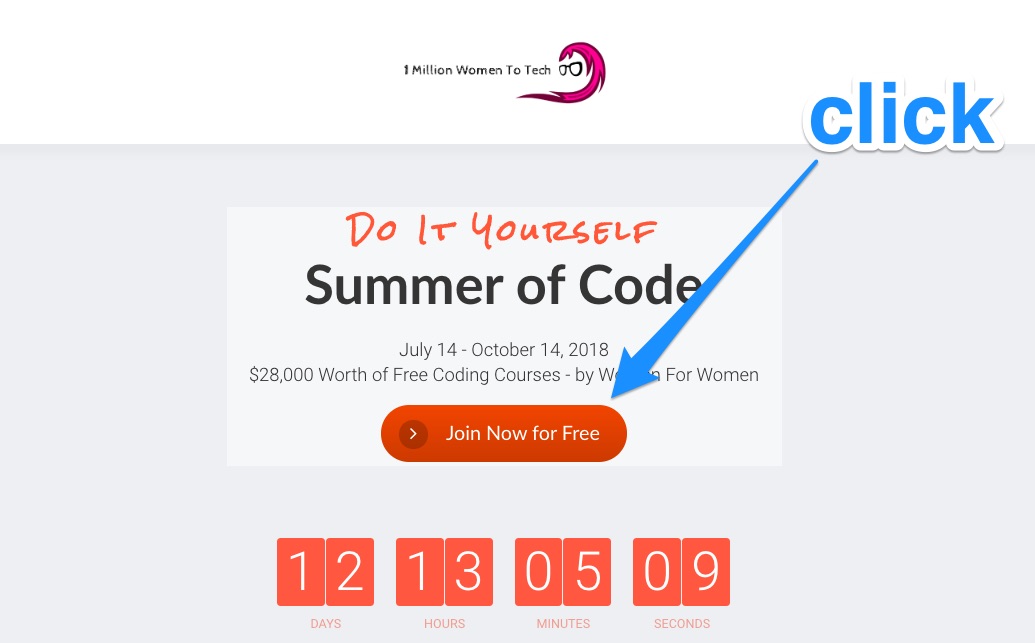 1 Million Women To Tech
click
Do It Yourself
Summer of Code
July 14 - October 14, 2018
$28,000 Worth of Free Coding Courses - by Women For Women
Join Now for Free
12 13 05 09
DAYS HOURS MINUTES SECONDS